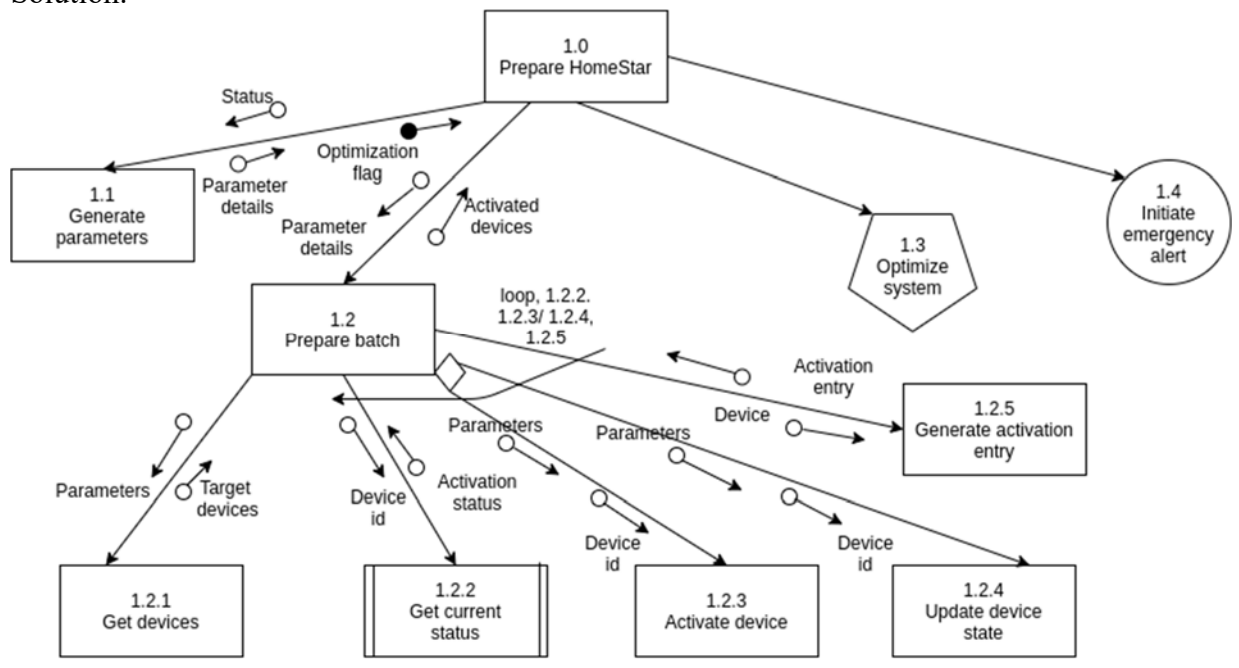 Solution:
1.0
Prepare HomeStar
Status
Optimization
flag
Parameter
details
1.1
Generate
parameters
Parameter
details
Activated
devices
1.3
Optimize
system
1.4
Initiate
emergency
alert
1.2
Prepare batch
loop, 1.2.2.
1.2.3/ 1.2.4,
1.2.5
Activation
entry
Device
1.2.5
Generate activation
entry
Parameters
Target
devices
Device
id
Activation
status
Parameters
Device
id
Parameters
Device
id
1.2.1
Get devices
1.2.2
Get current
status
1.2.3
Activate device
1.2.4
Update device
state